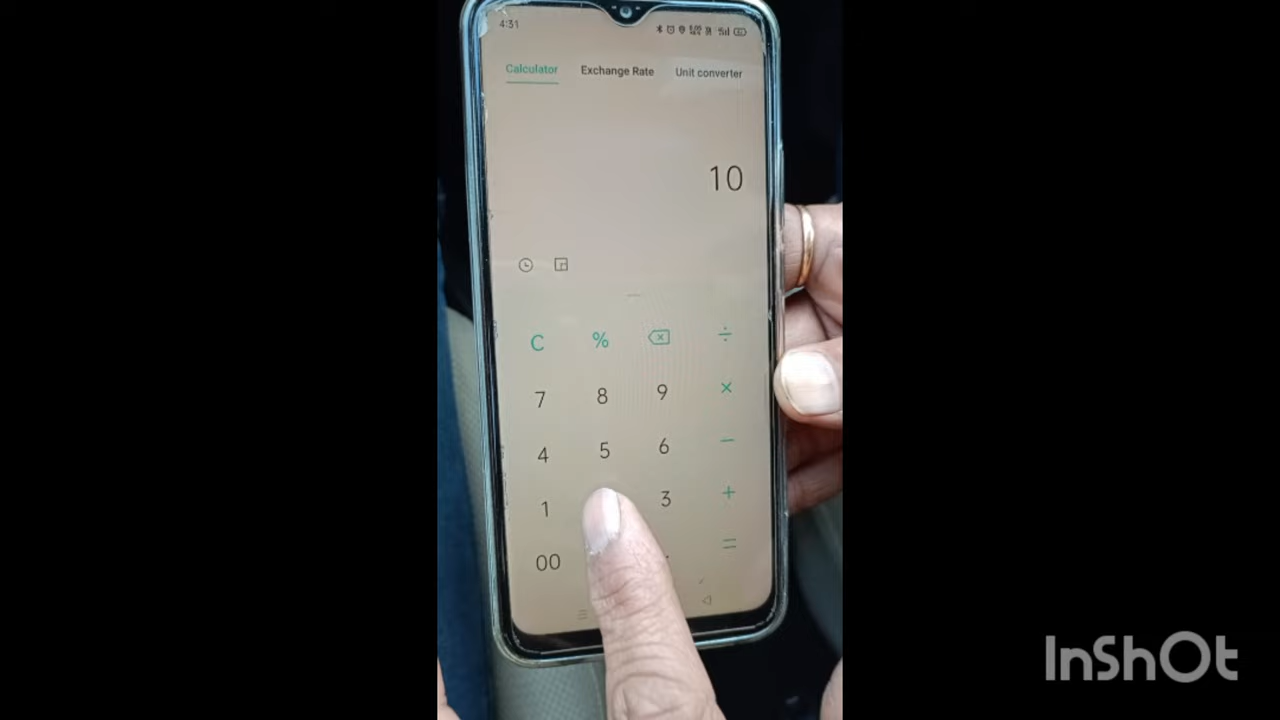 4:31
Calculator Exchange Rate Unit converter
10
C % ÷
7 8 9 ×
4 5 6 −
1 3 +
00 . =
InShOt